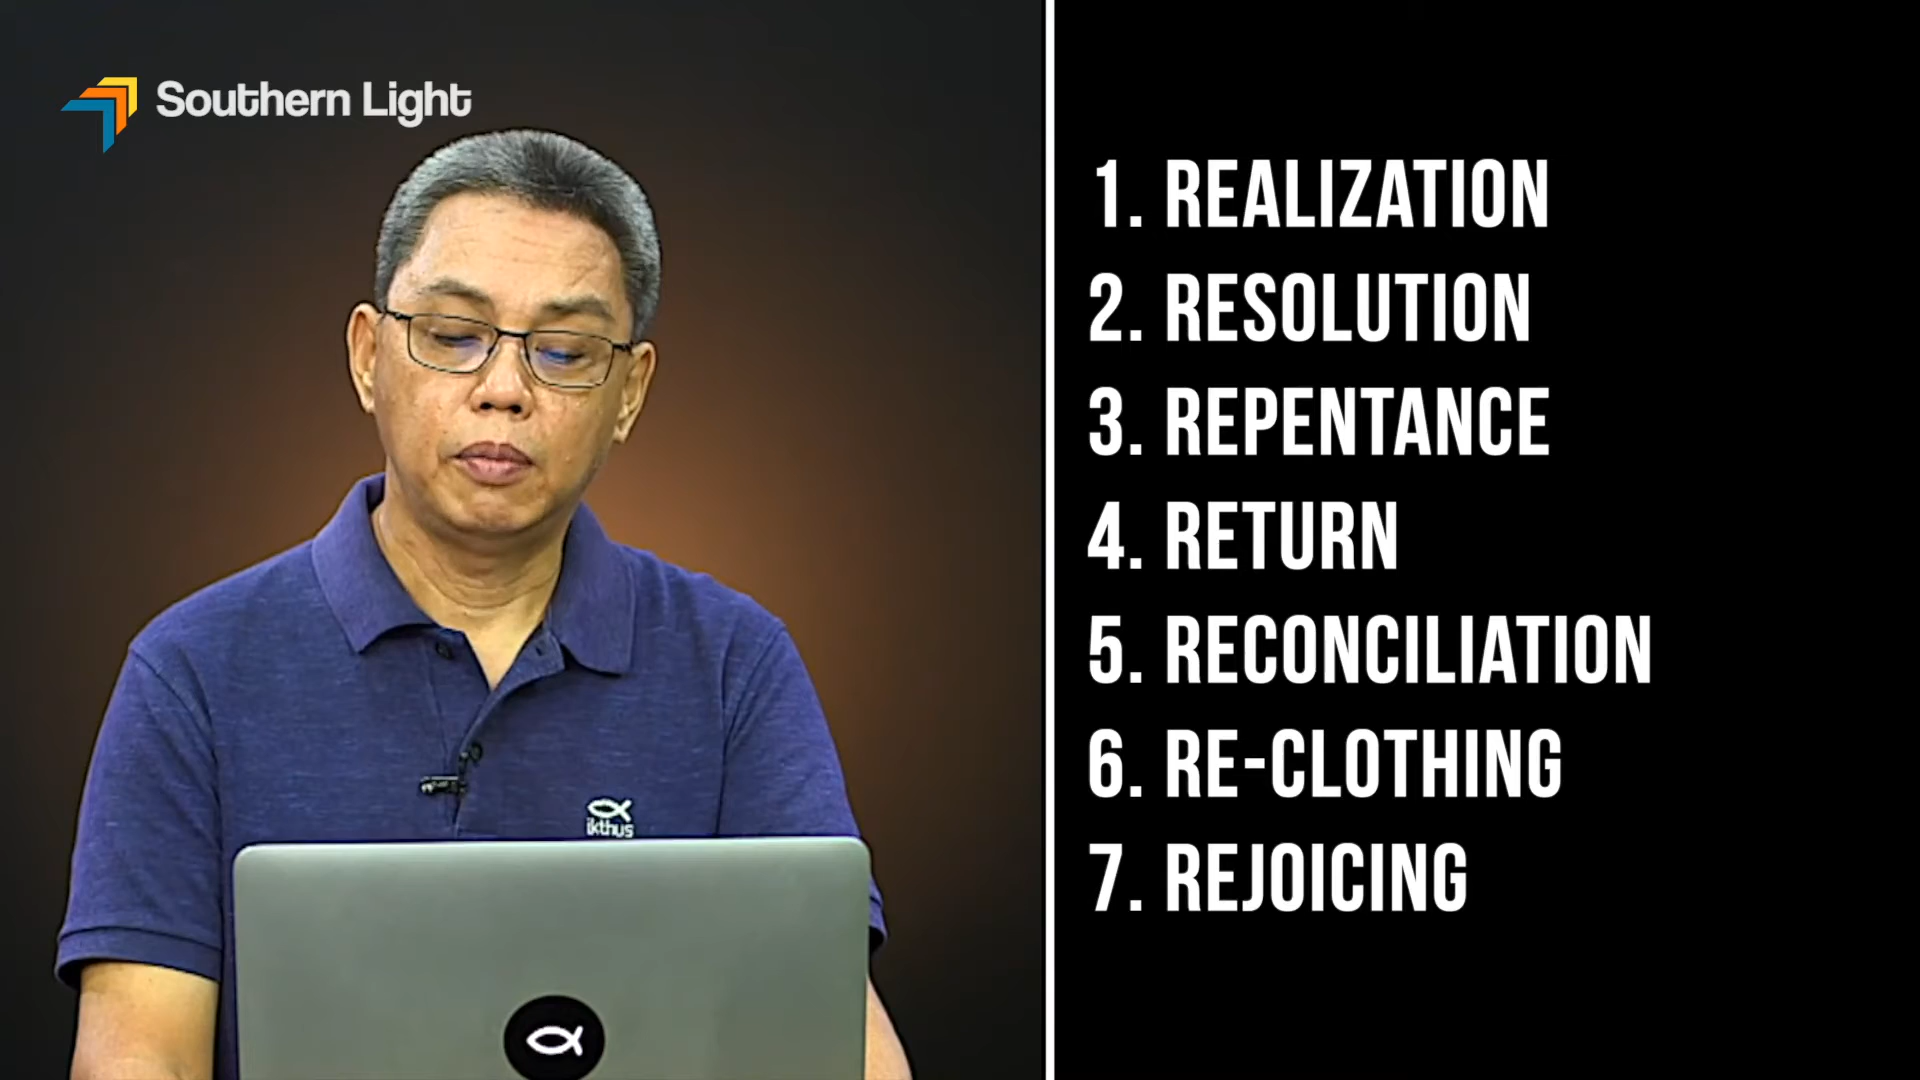 Southern Light
1. REALIZATION
2. RESOLUTION
3. REPENTANCE
4. RETURN
5. RECONCILIATION
6. RE-CLOTHING
7. REJOICING
ikthus